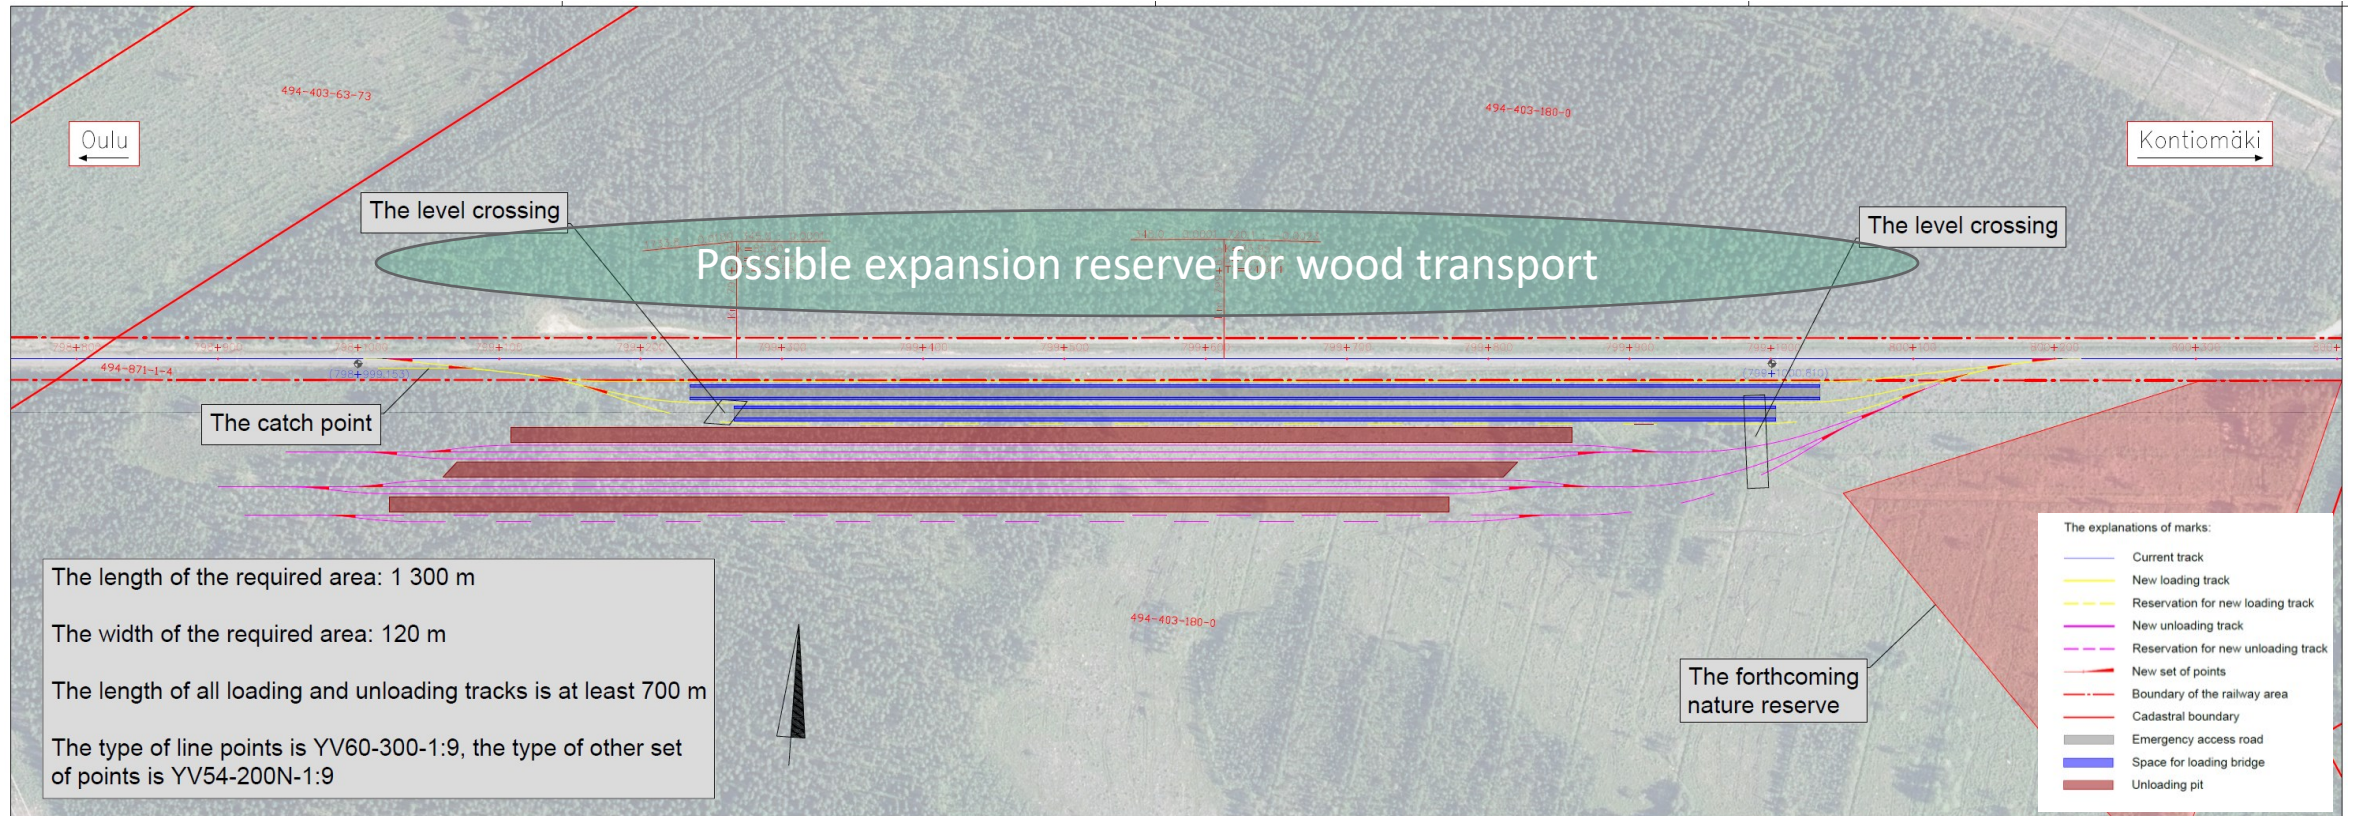 494-403-63-73
494-403-180-0
Oulu
Kontiomäki
The level crossing
The level crossing
Possible expansion reserve for wood transport
494-871-1-4
The catch point
The length of the required area: 1 300 m
The width of the required area: 120 m
The length of all loading and unloading tracks is at least 700 m
The type of line points is YV60-300-1:9, the type of other set
of points is YV54-200N-1:9
494-403-180-0
The forthcoming
nature reserve
The explanations of marks:
Current track
New loading track
Reservation for new loading track
New unloading track
Reservation for new unloading track
New set of points
Boundary of the railway area
Cadastral boundary
Emergency access road
Space for loading bridge
Unloading pit